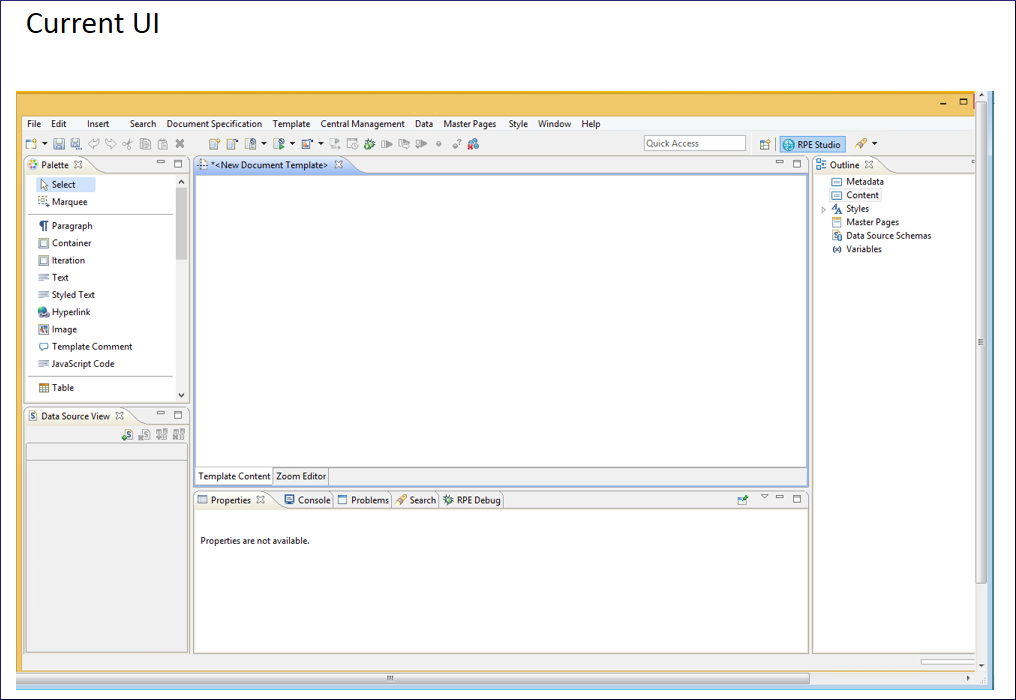 Current UI
File Edit Insert Search Document Specification Template Central Management Data Master Pages Style Window Help
Quick Access
RPE Studio
Palette
Select
Marquee
Paragraph
Container
Iteration
Text
Styled Text
Hyperlink
Image
Template Comment
JavaScript Code
Table
Data Source View
*<New Document Template>
Template Content Zoom Editor
Properties Console Problems Search RPE Debug
Properties are not available.
Outline
Metadata
Content
Styles
Master Pages
Data Source Schemas
Variables